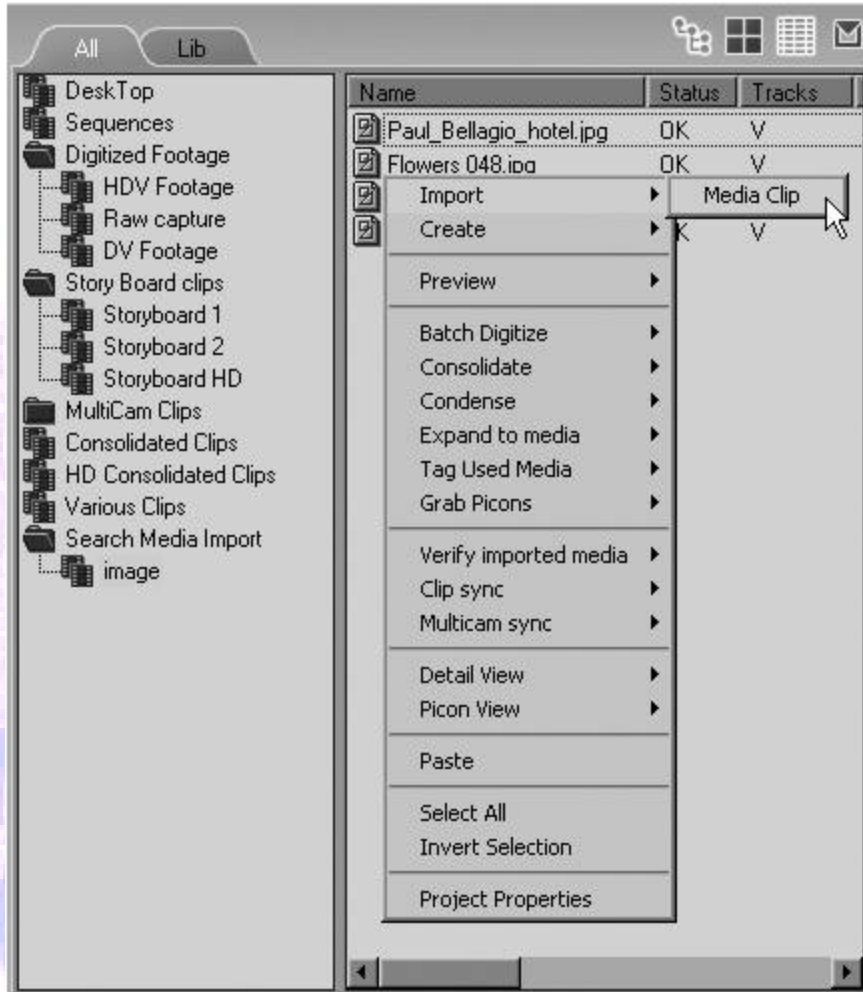 All
Lib
DeskTop
Sequences
Digitized Footage
HDV Footage
Raw capture
DV Footage
Story Board clips
Storyboard 1
Storyboard 2
Storyboard HD
MultiCam Clips
Consolidated Clips
HD Consolidated Clips
Various Clips
Search Media Import
image
Name Status Tracks
Paul_Bellagio_hotel.jpg OK V
Flowers 048.jpg OK V
Import
Media Clip
Create
K V
Preview
Batch Digitize
Consolidate
Condense
Expand to media
Tag Used Media
Grab Picons
Verify imported media
Clip sync
Multicam sync
Detail View
Picon View
Paste
Select All
Invert Selection
Project Properties